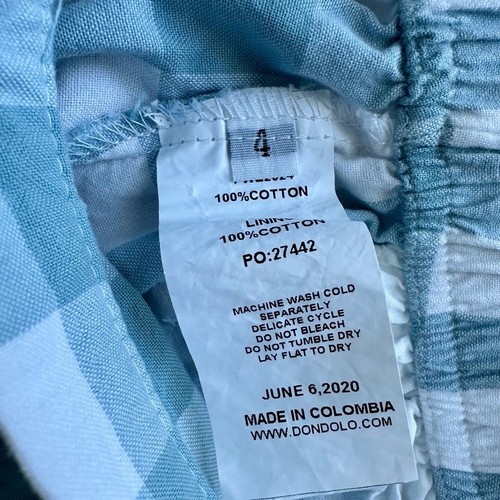 4
100%COTTON
LINING
100%COTTON
PO:27442
MACHINE WASH COLD
SEPARATELY
DELICATE CYCLE
DO NOT BLEACH
DO NOT TUMBLE DRY
LAY FLAT TO DRY
JUNE 6,2020
MADE IN COLOMBIA
WWW.DONDOLO.COM